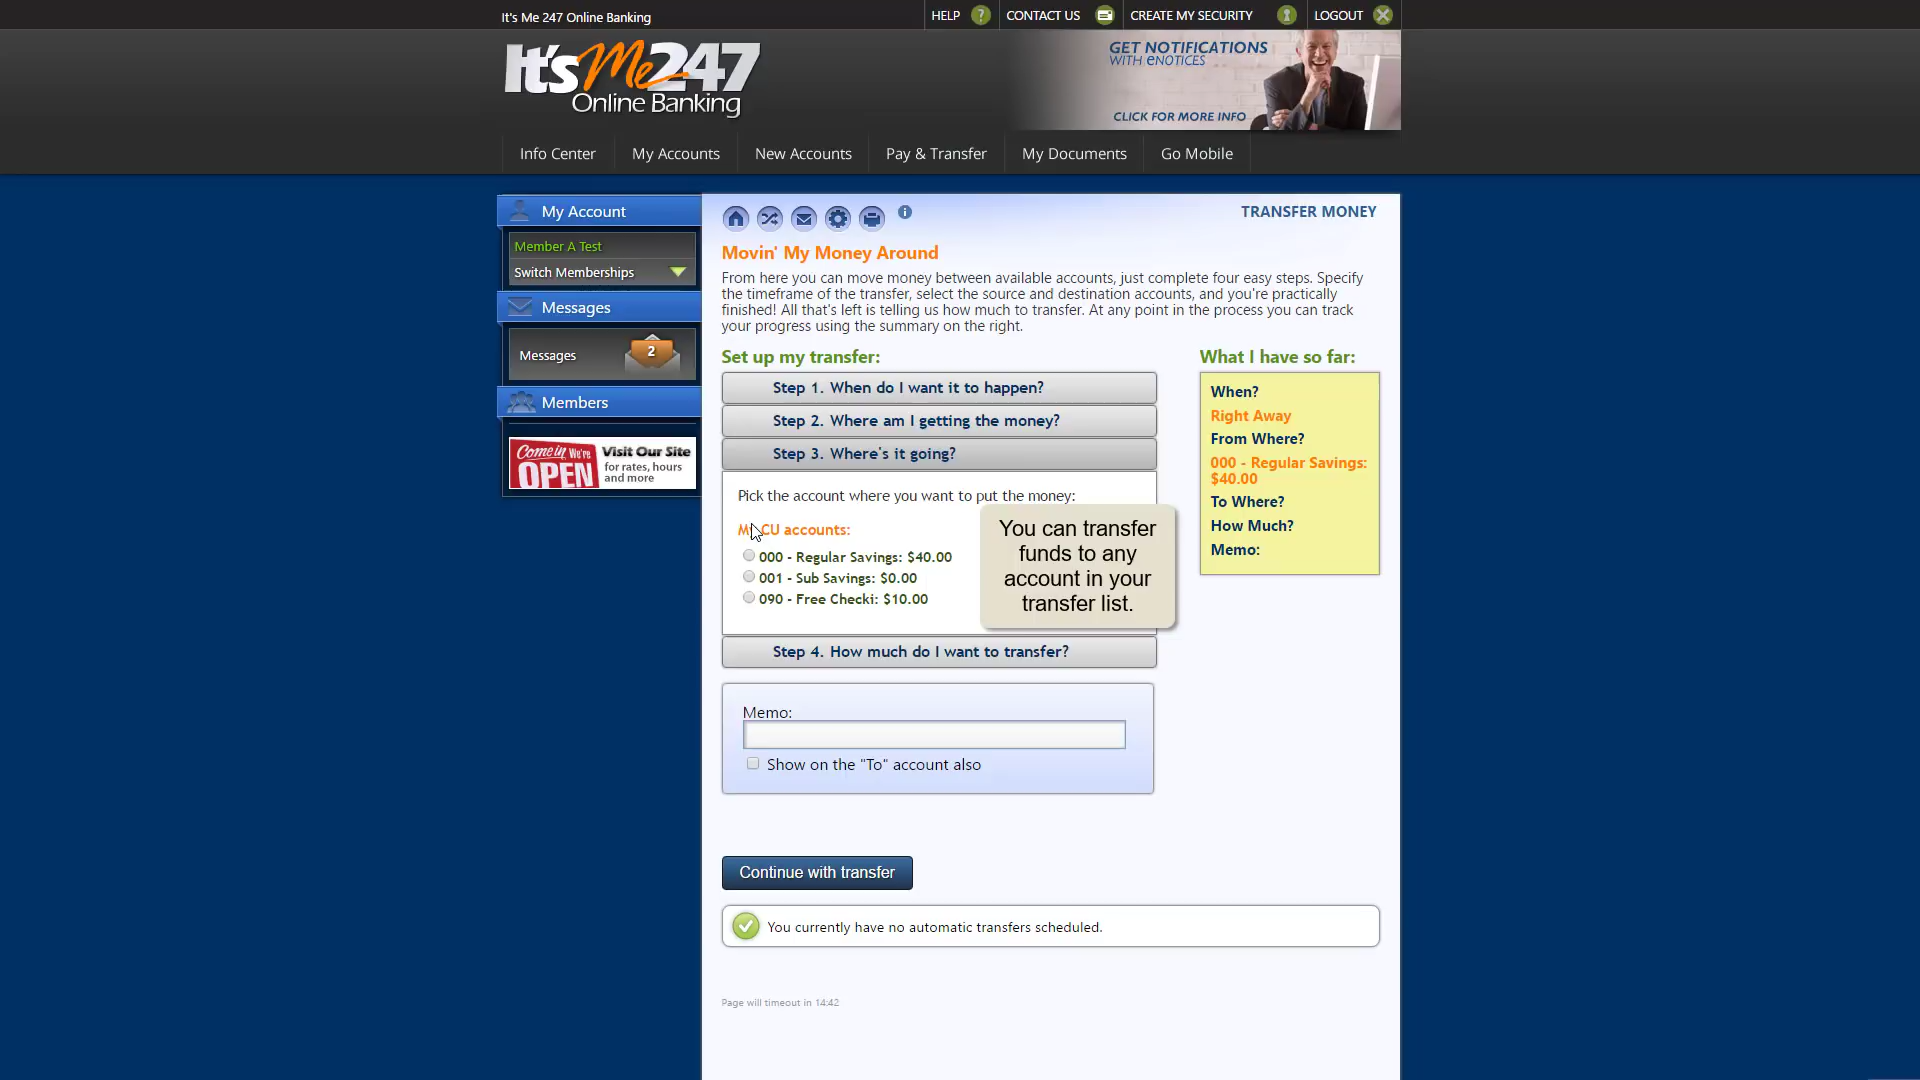 It's Me 247 Online Banking
HELP
CONTACT US
CREATE MY SECURITY
LOGOUT
It's Me 247
Online Banking
GET NOTIFICATIONS
WITH eNOTICES
CLICK FOR MORE INFO
Info Center
My Accounts
New Accounts
Pay & Transfer
My Documents
Go Mobile
My Account
Member A Test
Switch Memberships
Messages
Messages
2
Members
Come in We're
OPEN
Visit Our Site
for rates, hours
and more
TRANSFER MONEY
Movin' My Money Around
From here you can move money between available accounts, just complete four easy steps. Specify
the timeframe of the transfer, select the source and destination accounts, and you're practically
finished! All that's left is telling us how much to transfer. At any point in the process you can track
your progress using the summary on the right.
Set up my transfer:
Step 1. When do I want it to happen?
Step 2. Where am I getting the money?
Step 3. Where's it going?
Pick the account where you want to put the money:
My CU accounts:
000 - Regular Savings: $40.00
001 - Sub Savings: $0.00
090 - Free Checki: $10.00
You can transfer
funds to any
account in your
transfer list.
Step 4. How much do I want to transfer?
Memo:
Show on the "To" account also
Continue with transfer
You currently have no automatic transfers scheduled.
Page will timeout in 14:42
What I have so far:
When?
Right Away
From Where?
000 - Regular Savings:
$40.00
To Where?
How Much?
Memo: